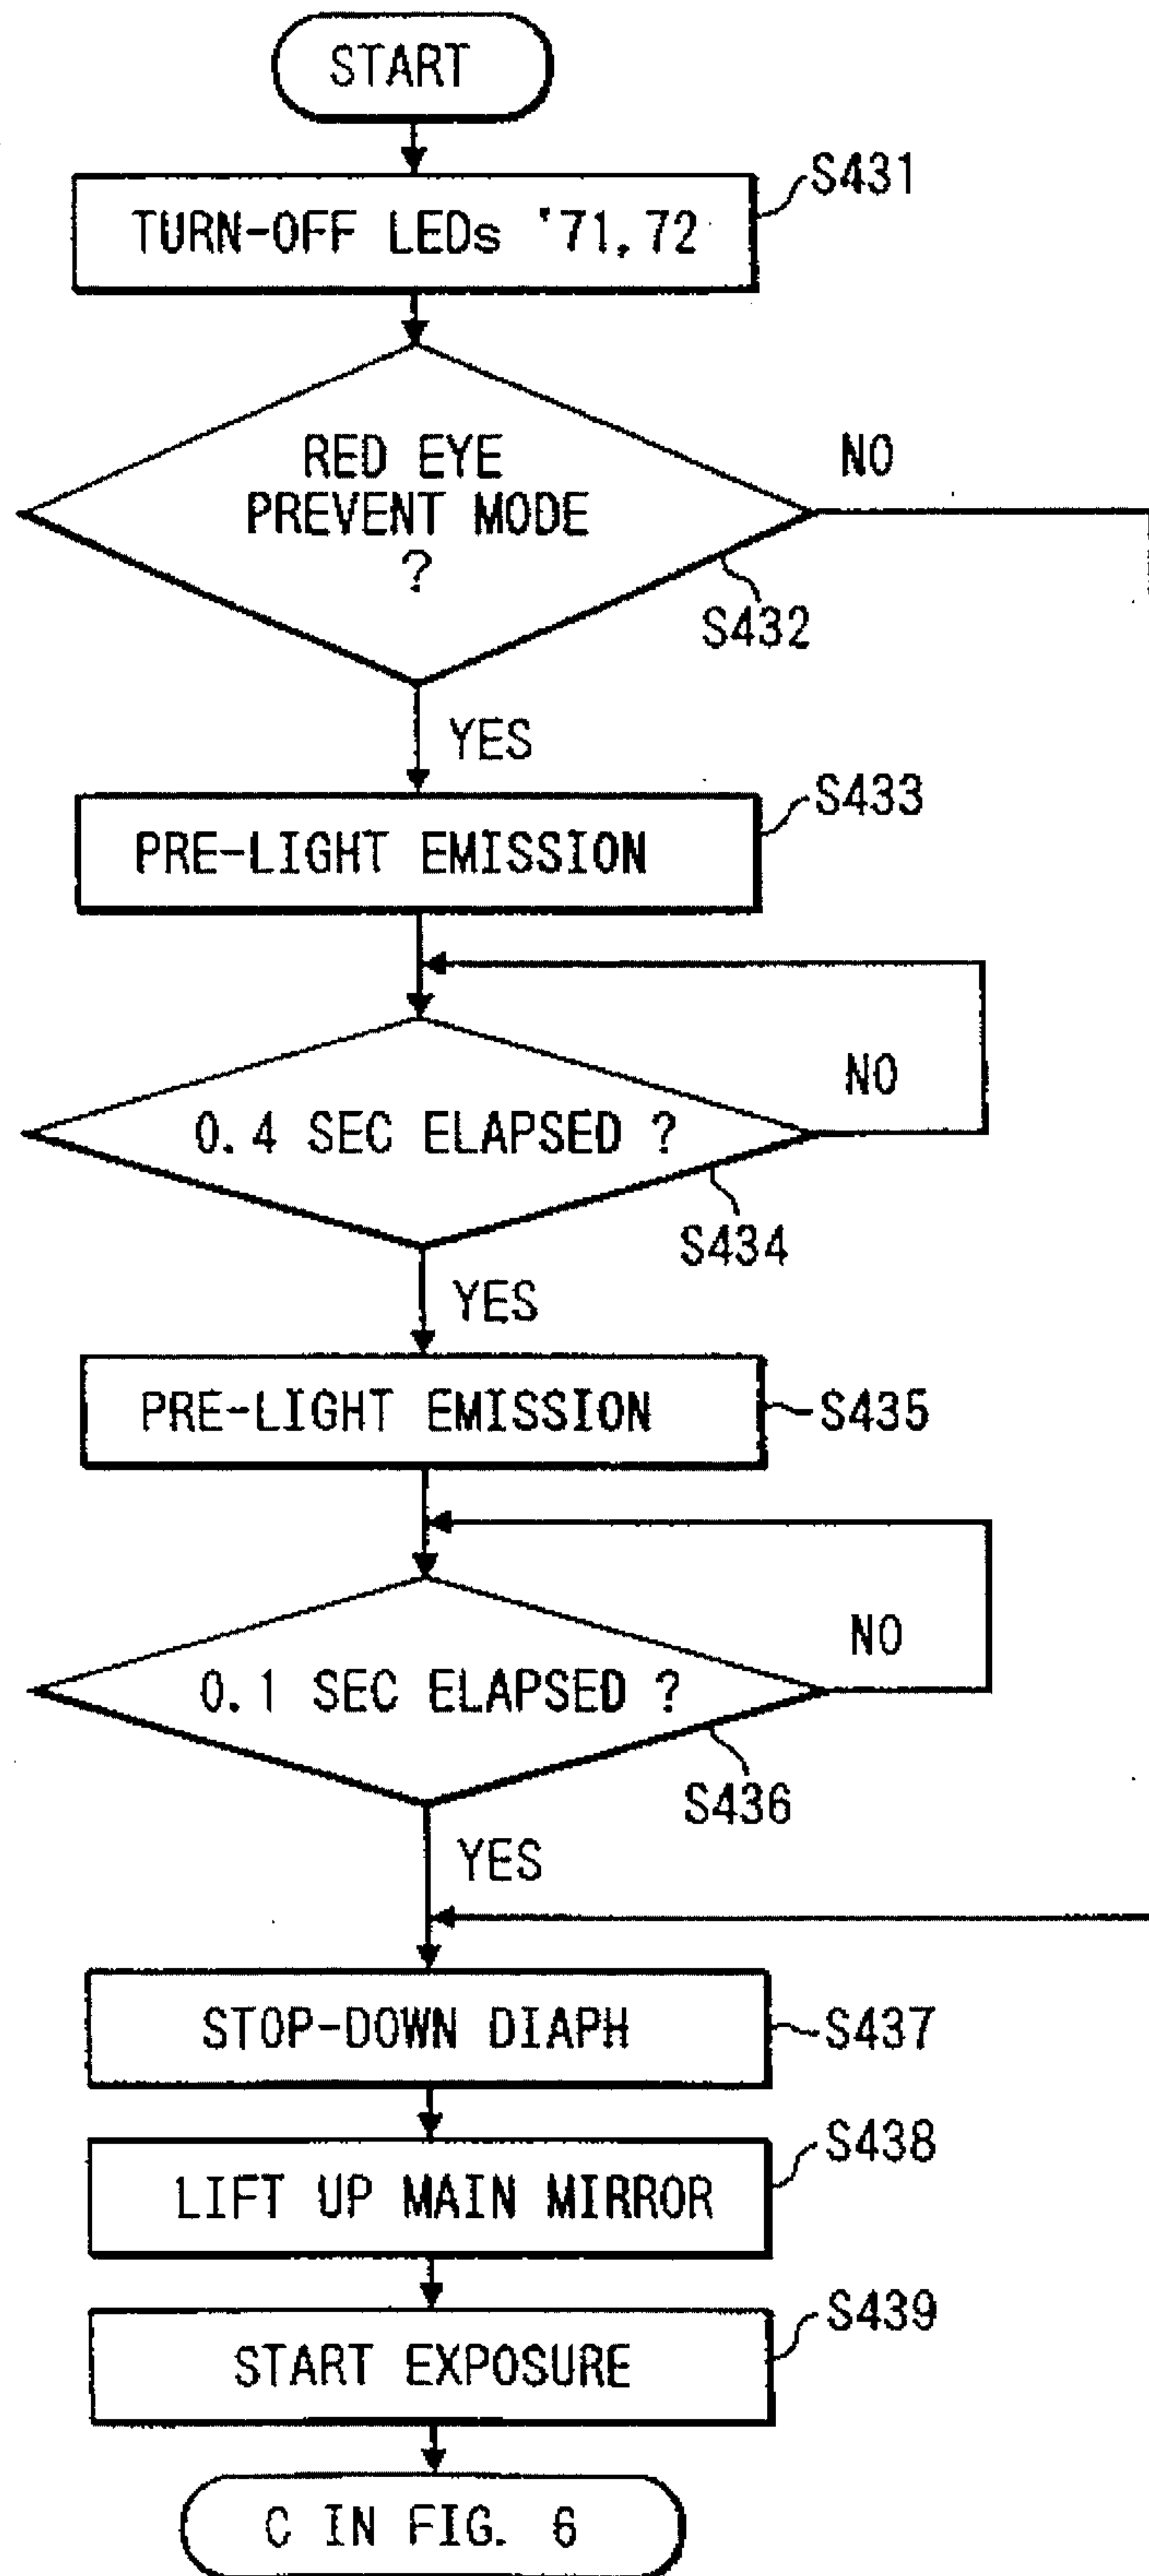 START
S431
TURN-OFF LEDs '71, 72
RED EYE
PREVENT MODE
?
NO
S432
YES
S433
PRE-LIGHT EMISSION
NO
0.4 SEC ELAPSED ?
S434
YES
PRE-LIGHT EMISSION
S435
NO
0.1 SEC ELAPSED ?
S436
YES
STOP-DOWN DIAPH
S437
S438
LIFT UP MAIN MIRROR
S439
START EXPOSURE
C IN FIG. 6